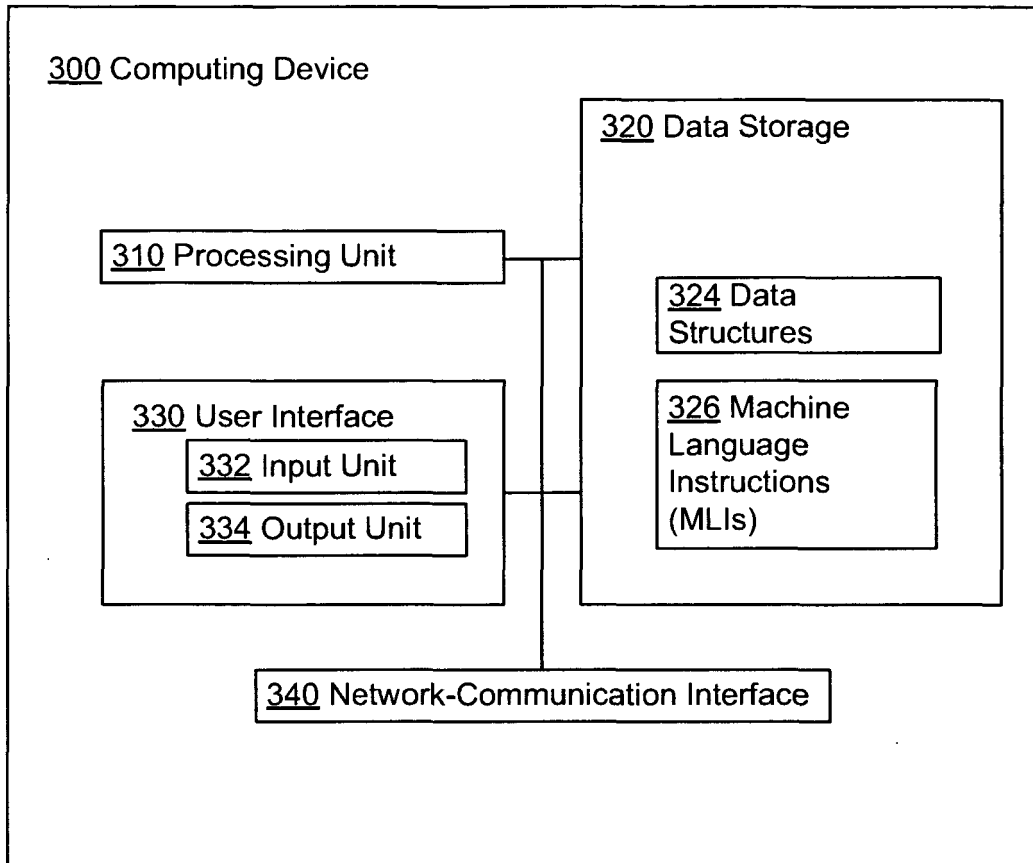 300 Computing Device
320 Data Storage
310 Processing Unit
324 Data
Structures
330 User Interface
332 Input Unit
334 Output Unit
326 Machine
Language
Instructions
(MLIs)
340 Network-Communication Interface